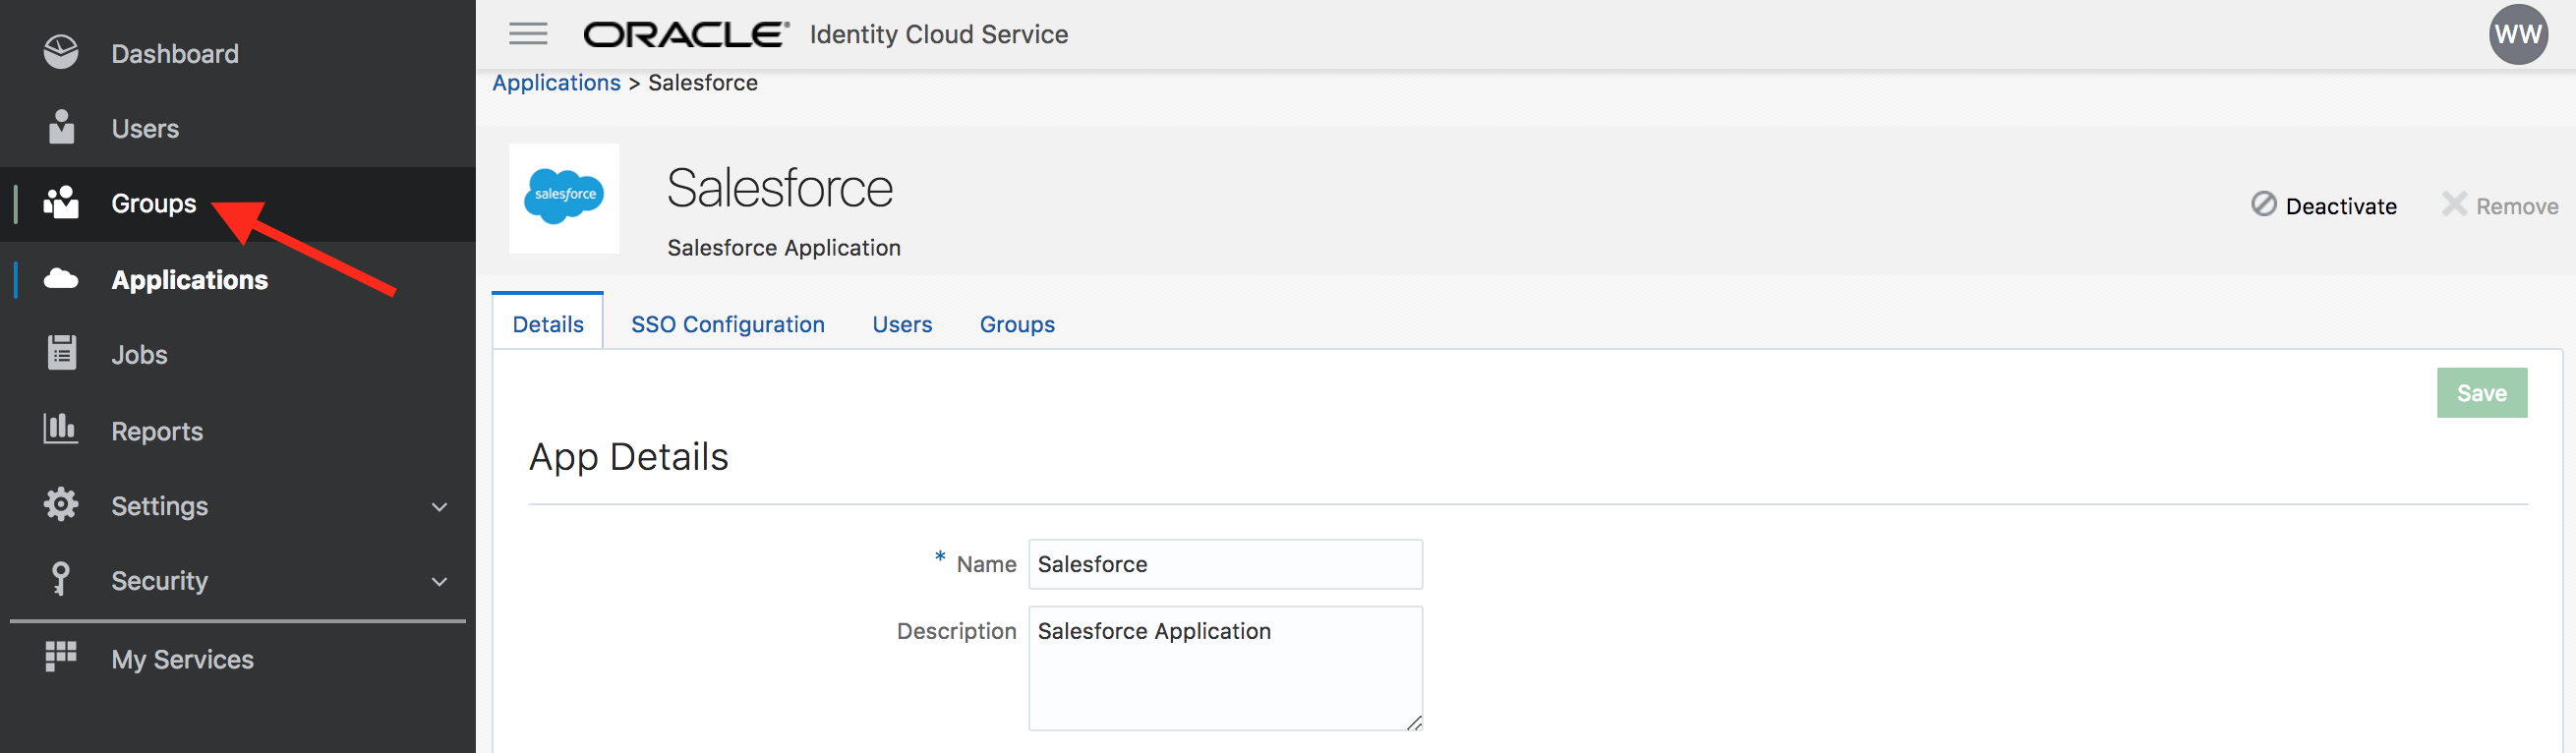 Dashboard
Users
Groups
Applications
Jobs
Reports
Settings
Security
My Services
ORACLE® Identity Cloud Service
WW
Applications > Salesforce
salesforce
Salesforce
Salesforce Application
Deactivate
Remove
Details
SSO Configuration
Users
Groups
Save
App Details
* Name Salesforce
Description Salesforce Application